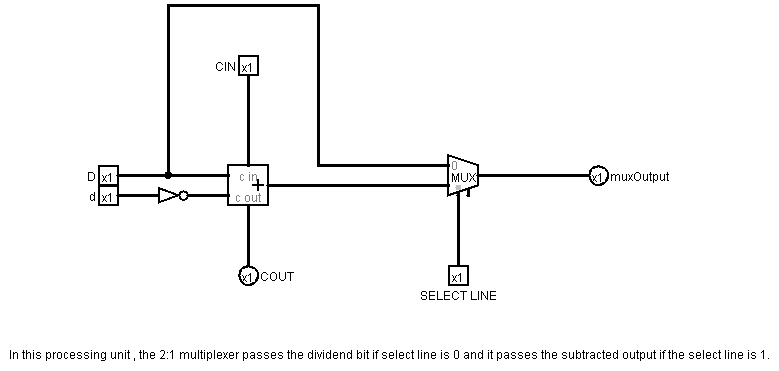 CIN x1
D x1
d x1
c in
+
c out
0
MUX
x1 muxOutput
x1 COUT
x1
SELECT LINE
In this processing unit , the 2:1 multiplexer passes the dividend bit if select line is 0 and it passes the subtracted output if the select line is 1.